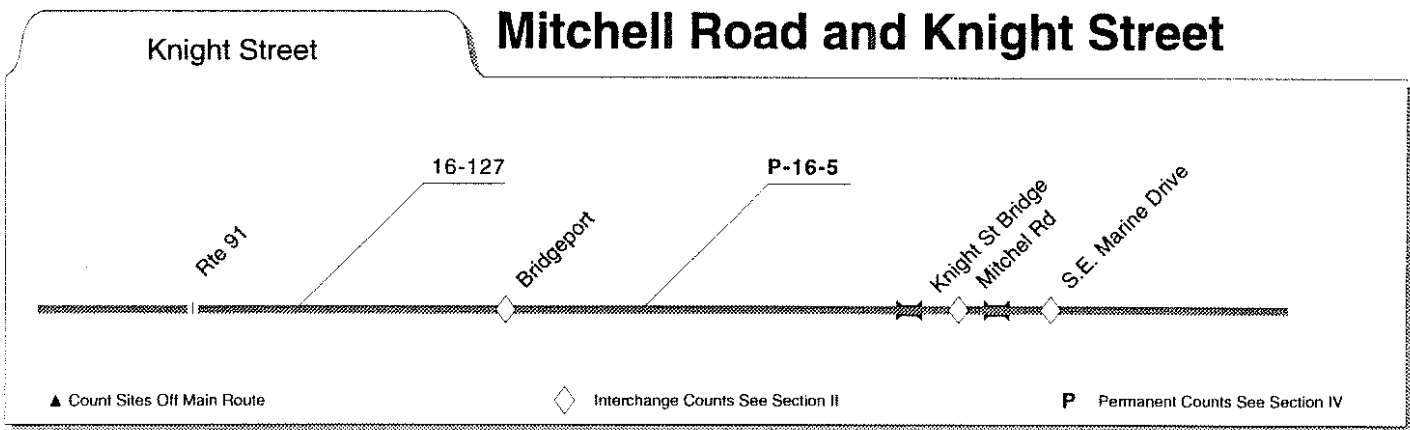 Knight Street
Mitchell Road and Knight Street
16-127
P-16-5
Rte 91
Bridgeport
Knight St Bridge
Mitchel Rd
S.E. Marine Drive
▲ Count Sites Off Main Route
◇ Interchange Counts See Section II
P Permanent Counts See Section IV